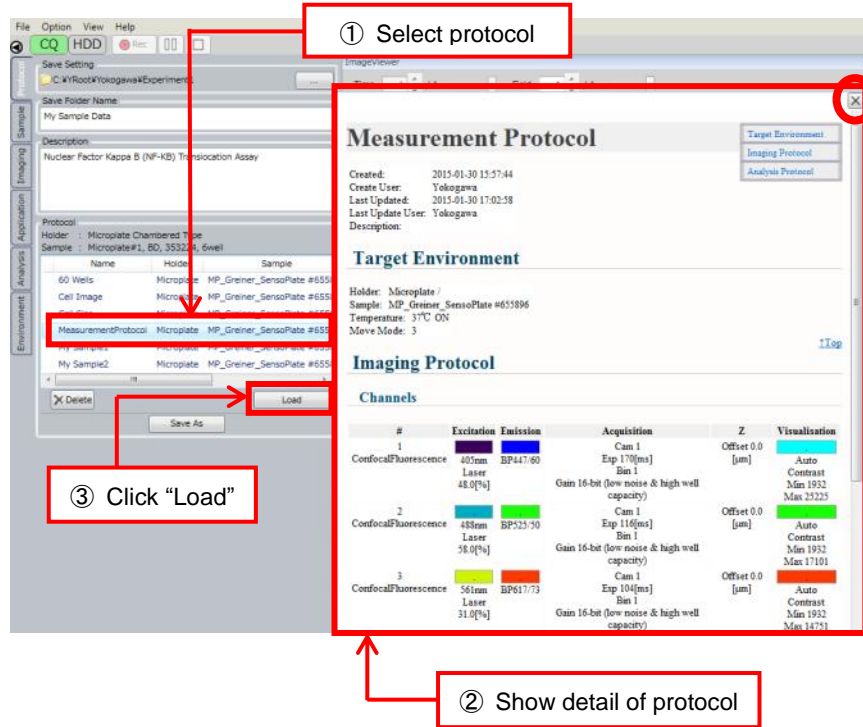 ① Select protocol
File Option View Help
CQ HDD Rec
Save Setting
C:¥YRoot¥Yokogawa¥Experiment1 ...
Save Folder Name
My Sample Data
Description
Nuclear Factor Kappa B (NF-KB) Translocation Assay
Protocol
Sample
Imaging
Application
Analysis
Environment
Protocol
Holder : Microplate Chambered Type
Sample : Microplate#1, BD, 353224, 6well
Name Holder Sample
60 Wells Microplate MP_Greiner_SensoPlate #655
Cell Image Microplate MP_Greiner_SensoPlate #655
MeasurementProtocol Microplate MP_Greiner_SensoPlate #655
My Sample1 Microplate MP_Greiner_SensoPlate #655
My Sample2 Microplate MP_Greiner_SensoPlate #655
Delete Load
Save As
③ Click “Load”
ImageViewer
Measurement Protocol
Target Environment
Imaging Protocol
Analysis Protocol
Created: 2015-01-30 15:57:44
Create User: Yokogawa
Last Updated: 2015-01-30 17:02:58
Last Update User: Yokogawa
Description:
Target Environment
Holder: Microplate /
Sample: MP_Greiner_SensoPlate #655896
Temperature: 37℃ ON
Move Mode: 3
↑Top
Imaging Protocol
Channels
# Excitation Emission Acquisition Z Visualisation
1 Cam 1 Offset 0.0
ConfocalFluorescence 405nm BP447/60 Exp 170[ms] [µm] Auto
Laser Bin 1 Contrast
48.0[%] Gain 16-bit (low noise & high well Min 1932
capacity) Max 25225
2 Cam 1 Offset 0.0
ConfocalFluorescence 488nm BP525/50 Exp 116[ms] [µm] Auto
Laser Bin 1 Contrast
58.0[%] Gain 16-bit (low noise & high well Min 1932
capacity) Max 17101
3 Cam 1 Offset 0.0
ConfocalFluorescence 561nm BP617/73 Exp 104[ms] [µm] Auto
Laser Bin 1 Contrast
31.0[%] Gain 16-bit (low noise & high well Min 1932
capacity) Max 14751
② Show detail of protocol